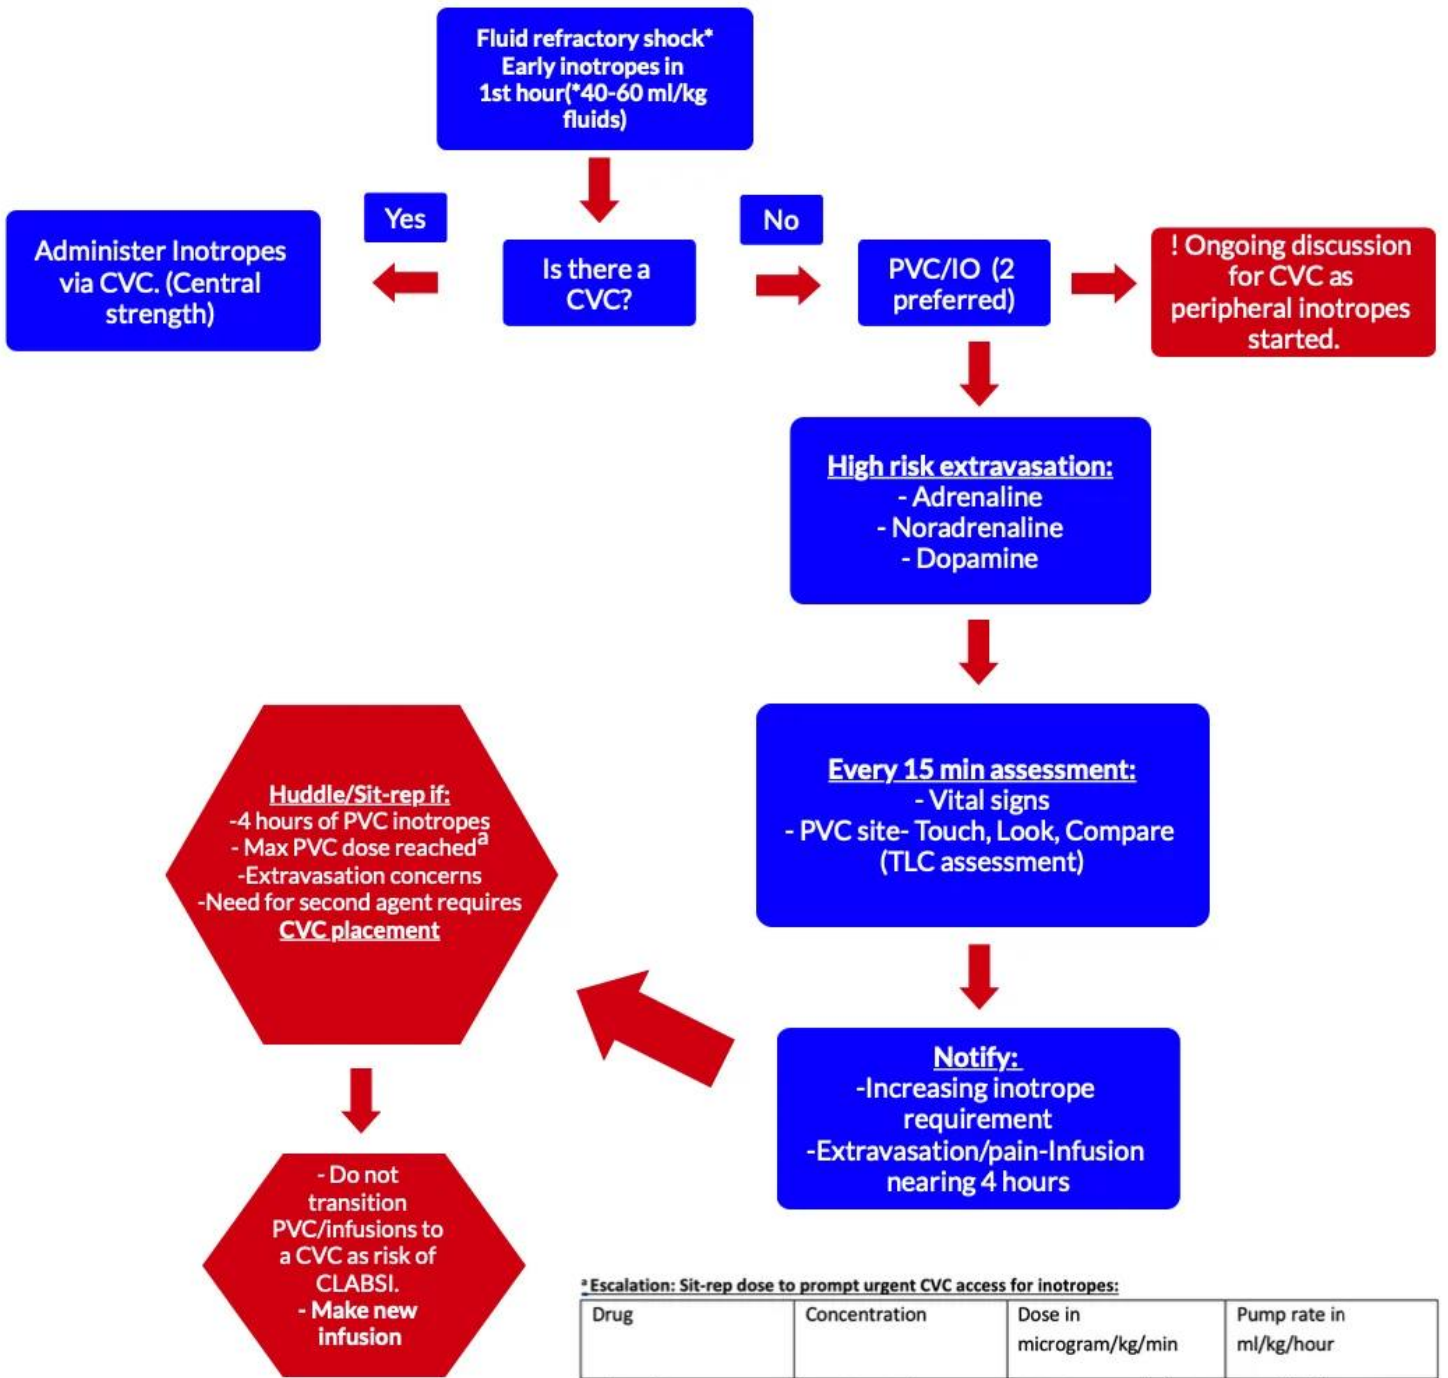 Fluid refractory shock*
Early inotropes in
1st hour(*40-60 ml/kg
fluids)
Yes
No
Administer Inotropes
via CVC. (Central
strength)
Is there a
CVC?
PVC/IO (2
preferred)
! Ongoing discussion
for CVC as
peripheral inotropes
started.
High risk extravasation:
- Adrenaline
- Noradrenaline
- Dopamine
Every 15 min assessment:
- Vital signs
- PVC site- Touch, Look, Compare
(TLC assessment)
Huddle/Sit-rep if:
-4 hours of PVC inotropes
- Max PVC dose reachedª
-Extravasation concerns
-Need for second agent requires
CVC placement
Notify:
-Increasing inotrope
requirement
-Extravasation/pain-Infusion
nearing 4 hours
- Do not
transition
PVC/infusions to
a CVC as risk of
CLABSI.
- Make new
infusion
ª Escalation: Sit-rep dose to prompt urgent CVC access for inotropes:
Drug
Concentration
Dose in
microgram/kg/min
Pump rate in
ml/kg/hour